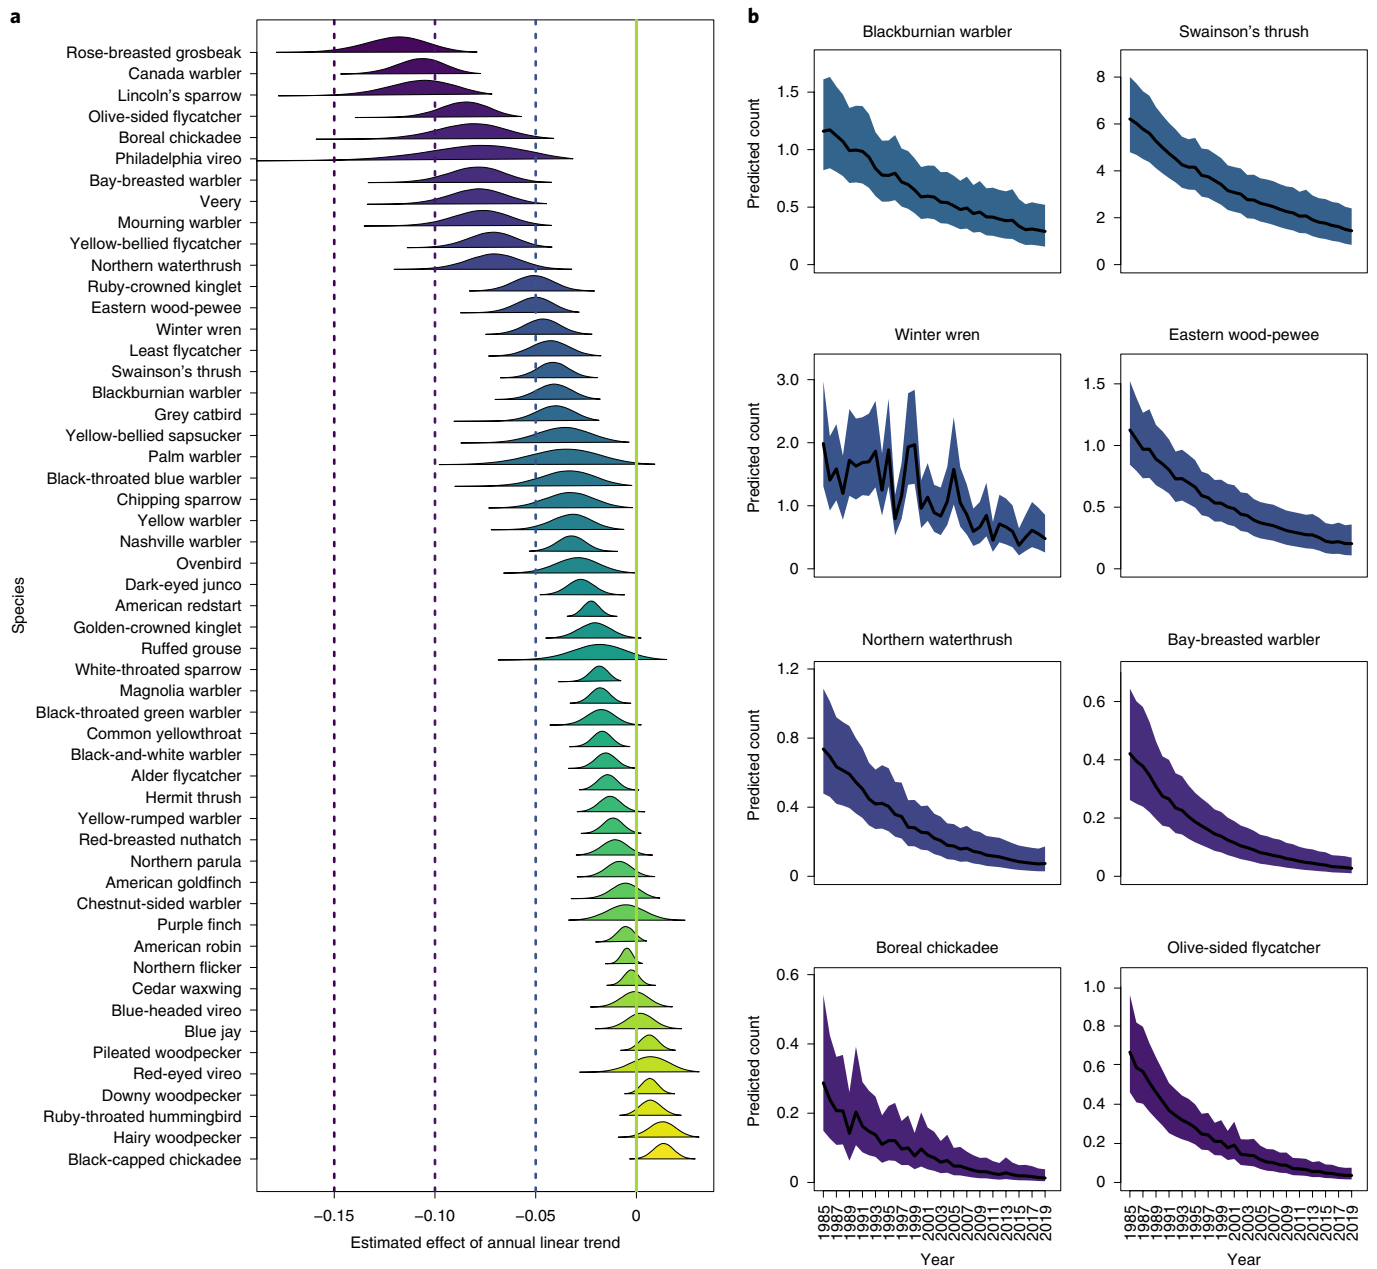 a
Rose-breasted grosbeak
Canada warbler
Lincoln's sparrow
Olive-sided flycatcher
Boreal chickadee
Philadelphia vireo
Bay-breasted warbler
Veery
Mourning warbler
Yellow-bellied flycatcher
Northern waterthrush
Ruby-crowned kinglet
Eastern wood-pewee
Winter wren
Least flycatcher
Swainson's thrush
Blackburnian warbler
Grey catbird
Yellow-bellied sapsucker
Palm warbler
Black-throated blue warbler
Chipping sparrow
Yellow warbler
Nashville warbler
Ovenbird
Dark-eyed junco
American redstart
Golden-crowned kinglet
Ruffed grouse
White-throated sparrow
Magnolia warbler
Black-throated green warbler
Common yellowthroat
Black-and-white warbler
Alder flycatcher
Hermit thrush
Yellow-rumped warbler
Red-breasted nuthatch
Northern parula
American goldfinch
Chestnut-sided warbler
Purple finch
American robin
Northern flicker
Cedar waxwing
Blue-headed vireo
Blue jay
Pileated woodpecker
Red-eyed vireo
Downy woodpecker
Ruby-throated hummingbird
Hairy woodpecker
Black-capped chickadee
Species
−0.15 −0.10 −0.05 0
Estimated effect of annual linear trend
b
Blackburnian warbler
Predicted count
1.5
1.0
0.5
0
Swainson's thrush
8
6
4
2
0
Winter wren
Predicted count
3.0
2.0
1.0
0
Eastern wood-pewee
1.5
1.0
0.5
0
Northern waterthrush
Predicted count
1.2
0.8
0.4
0
Bay-breasted warbler
0.6
0.4
0.2
0
Boreal chickadee
Predicted count
0.6
0.4
0.2
0
1985 1987 1989 1991 1993 1995 1997 1999 2001 2003 2005 2007 2009 2011 2013 2015 2017 2019
Year
Olive-sided flycatcher
1.0
0.8
0.6
0.4
0.2
0
1985 1987 1989 1991 1993 1995 1997 1999 2001 2003 2005 2007 2009 2011 2013 2015 2017 2019
Year